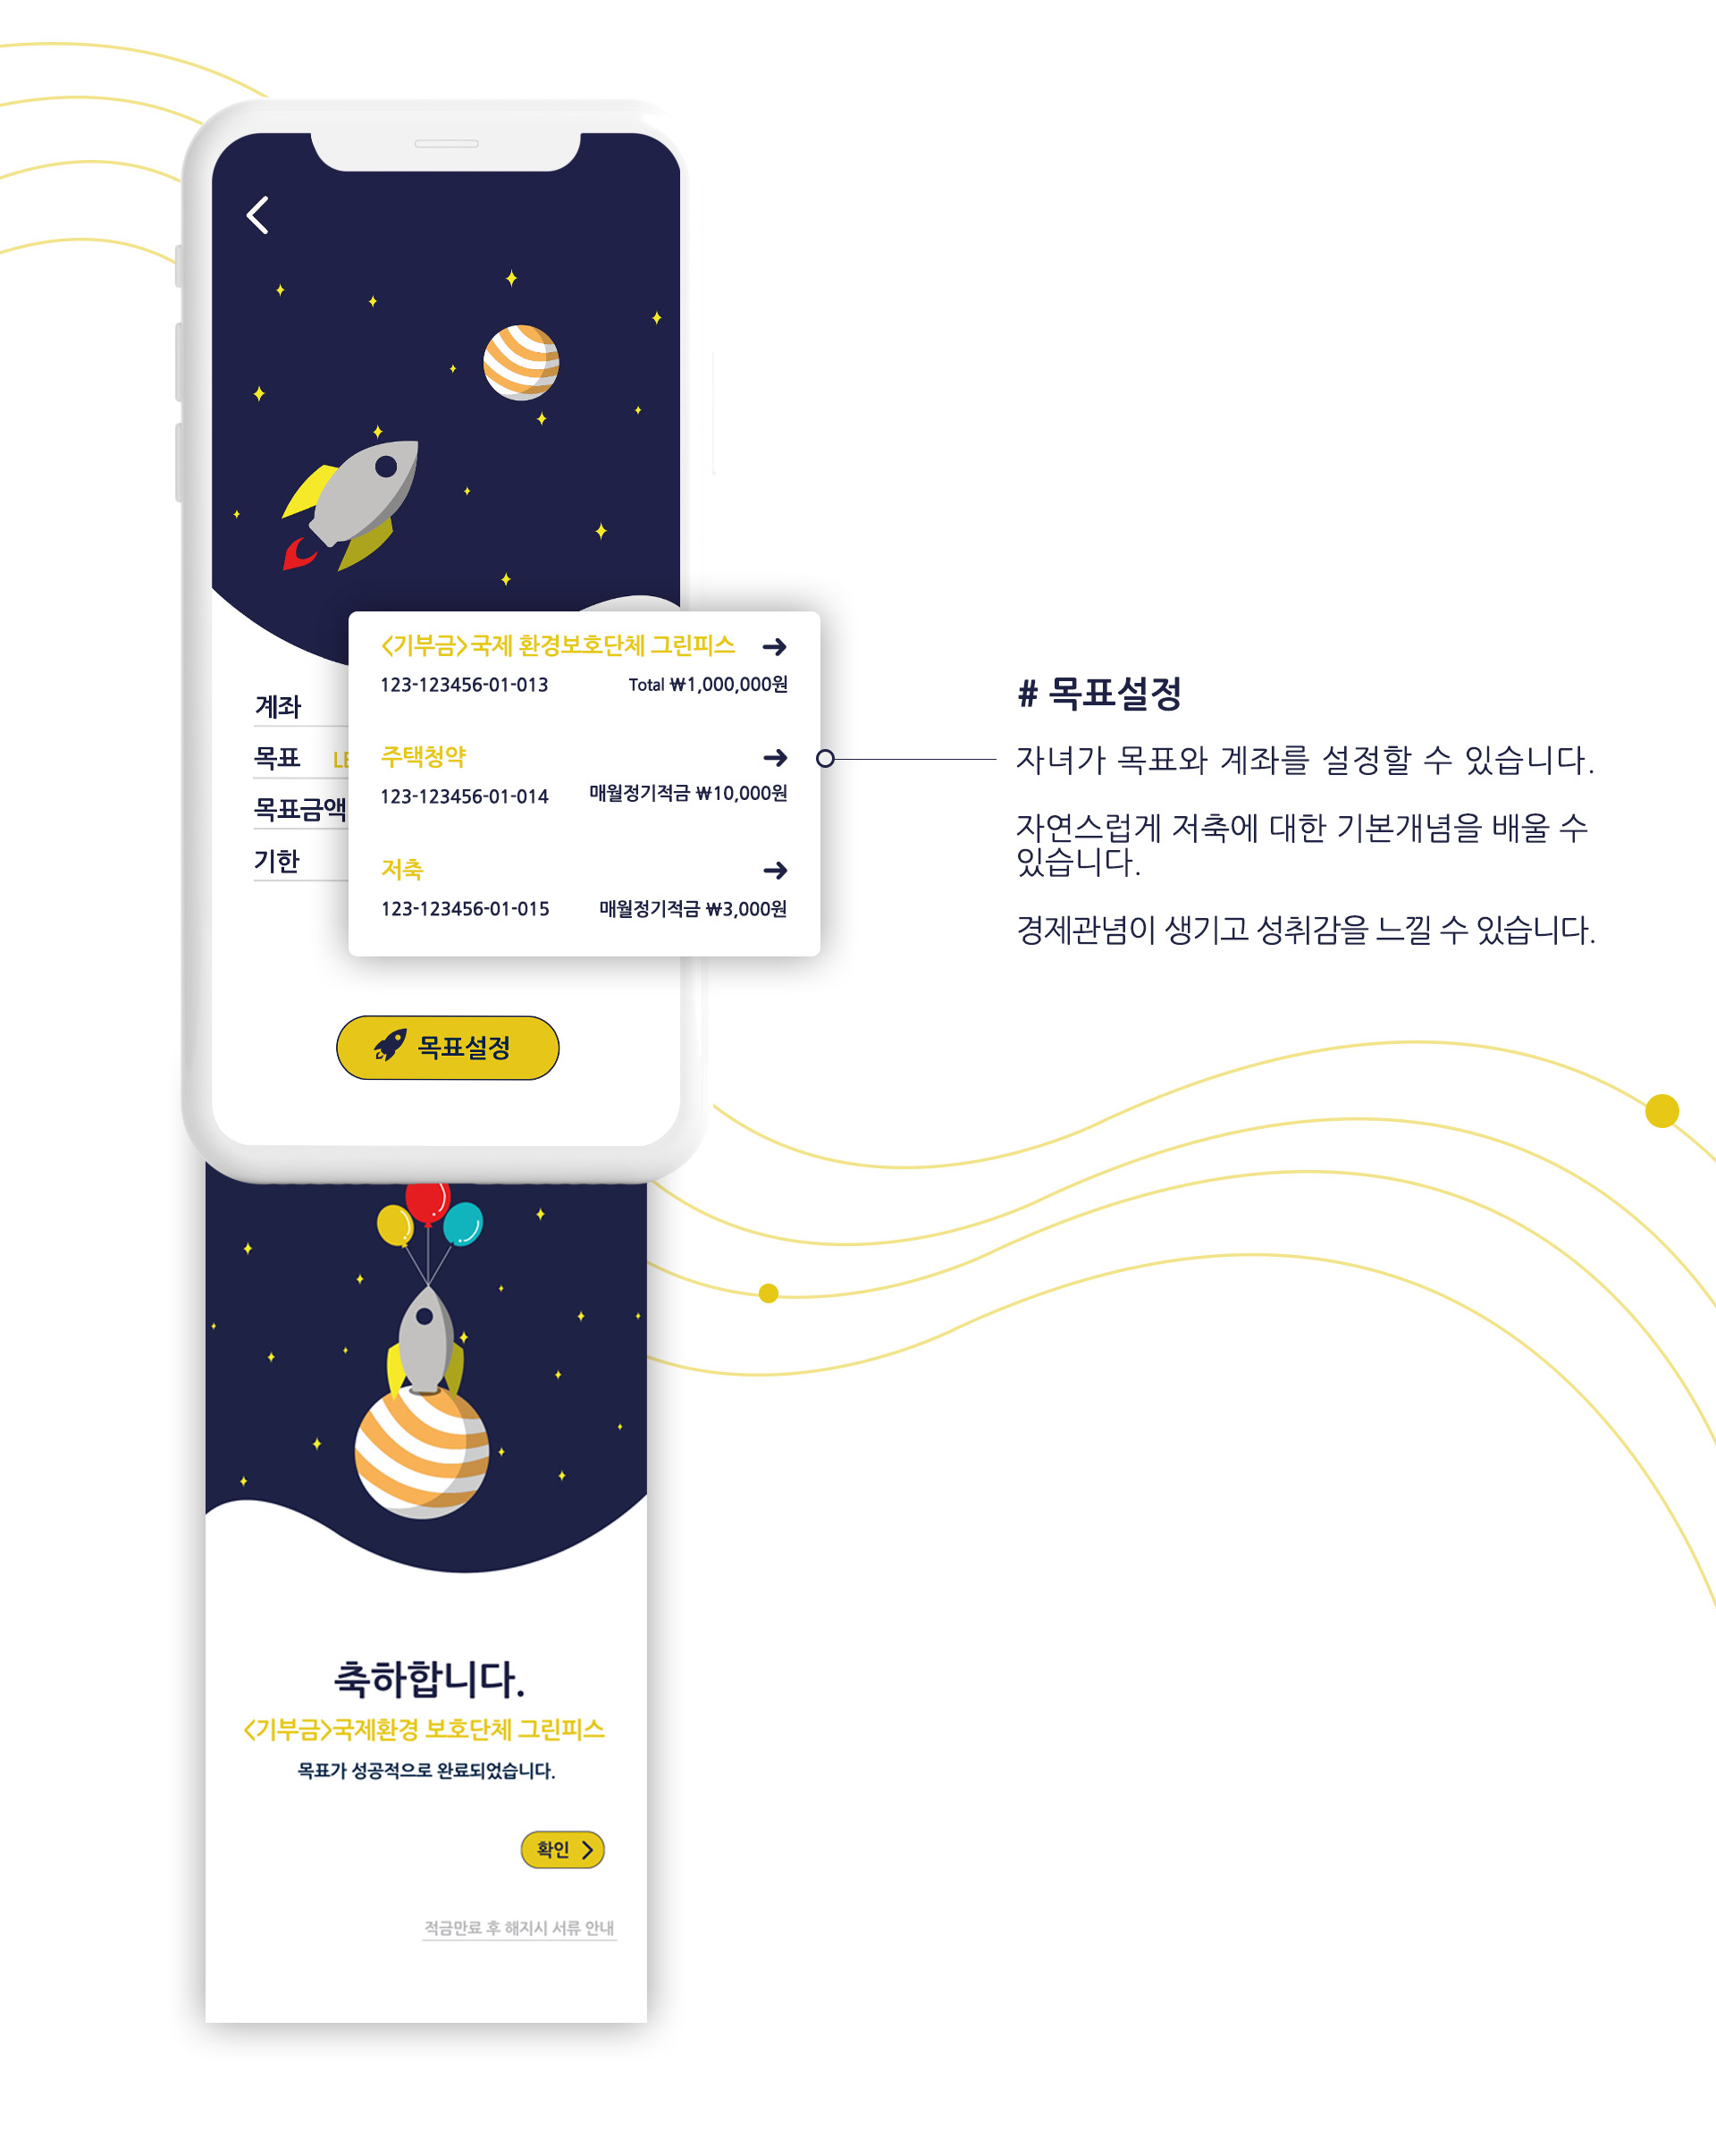 계좌
목표 LE
목표금액
기한
<기부금>국제 환경보호단체 그린피스
123-123456-01-013 Total ₩1,000,000원
주택청약
123-123456-01-014 매월정기적금 ₩10,000원
저축
123-123456-01-015 매월정기적금 ₩3,000원
목표설정
# 목표설정
자녀가 목표와 계좌를 설정할 수 있습니다.
자연스럽게 저축에 대한 기본개념을 배울 수
있습니다.
경제관념이 생기고 성취감을 느낄 수 있습니다.
축하합니다.
<기부금>국제환경 보호단체 그린피스
목표가 성공적으로 완료되었습니다.
확인
적금만료 후 해지시 서류 안내